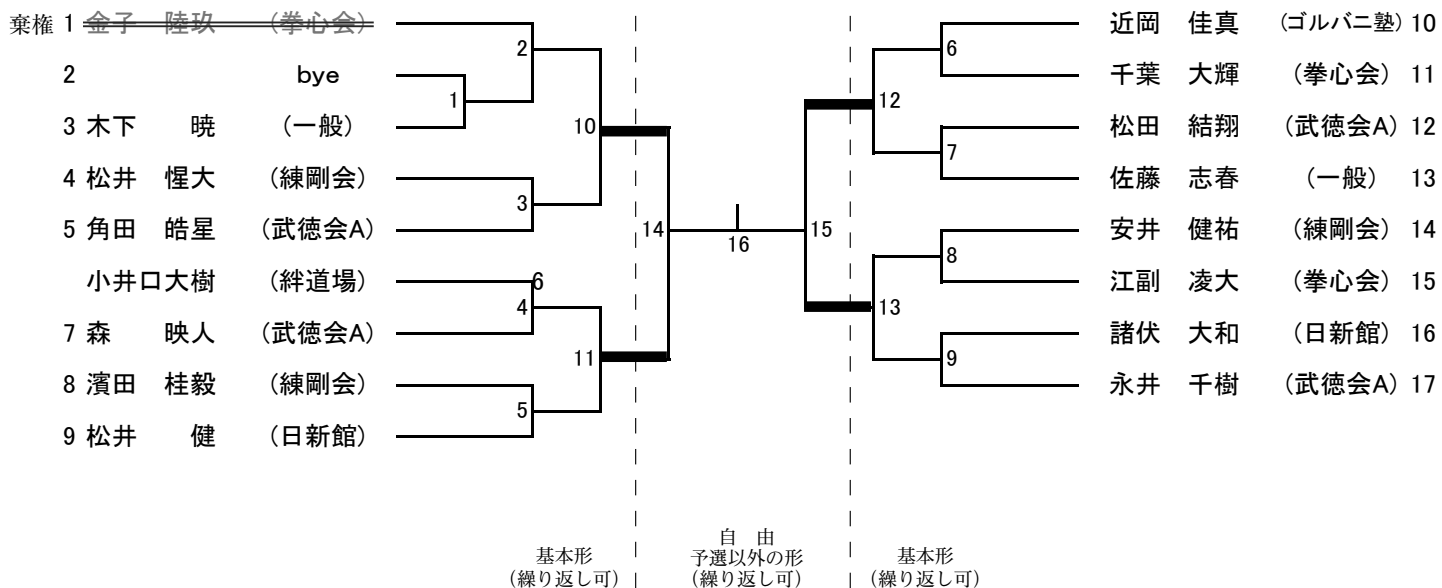 棄権 1 金子 陸玖 (拳心会)
2 bye
3 木下 暁 (一般)
4 松井 惺大 (練剛会)
5 角田 皓星 (武徳会A)
小井口大樹 (絆道場) 6
7 森 映人 (武徳会A)
8 濱田 桂毅 (練剛会)
9 松井 健 (日新館)
1
2
3
4
5
10
11
14
16
15
12
13
6
7
8
9
近岡 佳真 (ゴルバニ塾) 10
千葉 大輝 (拳心会) 11
松田 結翔 (武徳会A) 12
佐藤 志春 (一般) 13
安井 健祐 (練剛会) 14
江副 凌大 (拳心会) 15
諸伏 大和 (日新館) 16
永井 千樹 (武徳会A) 17
基本形
(繰り返し可)
自 由
予選以外の形
(繰り返し可)
基本形
(繰り返し可)